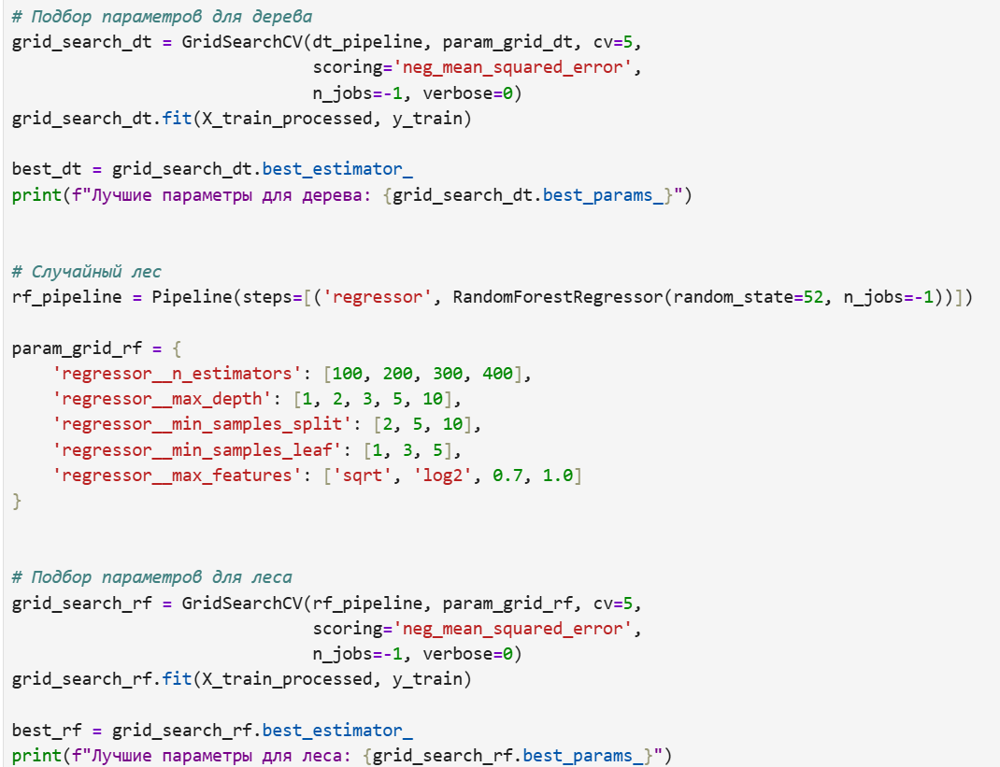 # Подбор параметров для дерева
grid_search_dt = GridSearchCV(dt_pipeline, param_grid_dt, cv=5,
                              scoring='neg_mean_squared_error',
                              n_jobs=-1, verbose=0)
grid_search_dt.fit(X_train_processed, y_train)

best_dt = grid_search_dt.best_estimator_
print(f"Лучшие параметры для дерева: {grid_search_dt.best_params_}")


# Случайный лес
rf_pipeline = Pipeline(steps=[('regressor', RandomForestRegressor(random_state=52, n_jobs=-1))])

param_grid_rf = {
    'regressor__n_estimators': [100, 200, 300, 400],
    'regressor__max_depth': [1, 2, 3, 5, 10],
    'regressor__min_samples_split': [2, 5, 10],
    'regressor__min_samples_leaf': [1, 3, 5],
    'regressor__max_features': ['sqrt', 'log2', 0.7, 1.0]
}


# Подбор параметров для леса
grid_search_rf = GridSearchCV(rf_pipeline, param_grid_rf, cv=5,
                              scoring='neg_mean_squared_error',
                              n_jobs=-1, verbose=0)
grid_search_rf.fit(X_train_processed, y_train)

best_rf = grid_search_rf.best_estimator_
print(f"Лучшие параметры для леса: {grid_search_rf.best_params_}")